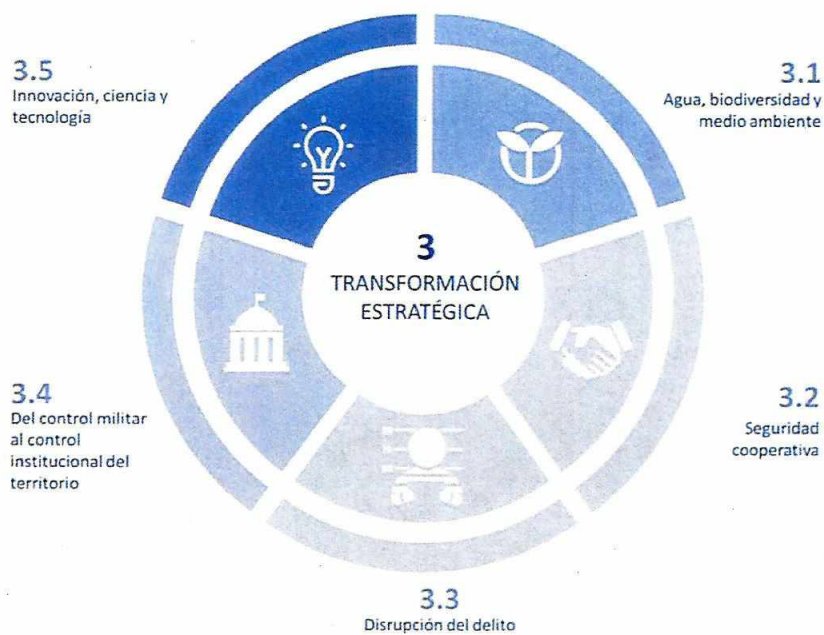 3.5
Innovación, ciencia y
tecnología
3.1
Agua, biodiversidad y
medio ambiente
3
TRANSFORMACIÓN
ESTRATÉGICA
3.4
Del control militar
al control
institucional del
territorio
3.2
Seguridad
cooperativa
3.3
Disrupción del delito